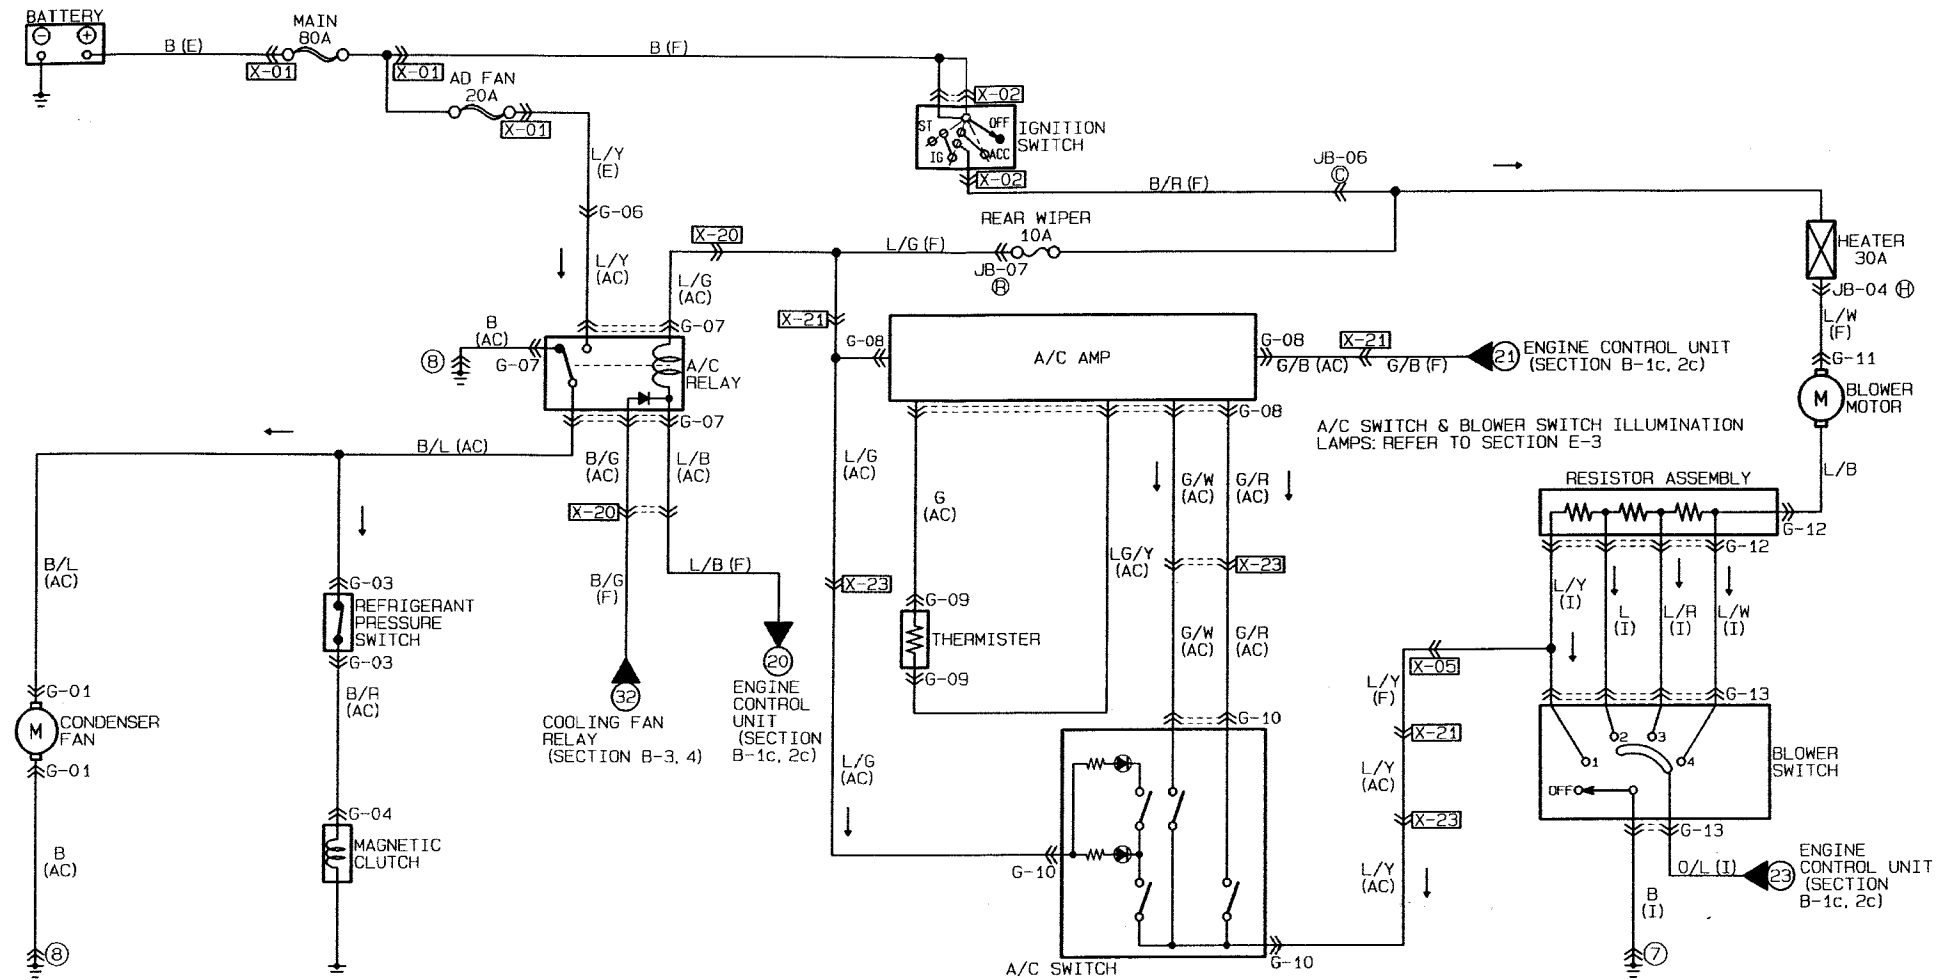 BATTERY
MAIN
80A
B (E)
X-01
B (F)
X-01
AD FAN
20A
X-01
X-02
ST
OFF
IG
ACC
IGNITION
SWITCH
X-02
B/R (F)
JB-06
C
L/Y
(E)
G-06
X-20
L/G (F)
REAR WIPER
10A
JB-07
R
HEATER
30A
JB-04 H
L/Y
(AC)
L/G
(AC)
L/W
(F)
G-11
BLOWER
MOTOR
M
B
(AC)
8
G-07
G-07
A/C
RELAY
G-07
X-21
G-08
A/C AMP
G-08
G/B (AC)
X-21
G/B (F)
21
ENGINE CONTROL UNIT
(SECTION B-1c, 2c)
G-08
A/C SWITCH & BLOWER SWITCH ILLUMINATION
LAMPS: REFER TO SECTION E-3
B/L (AC)
B/G
(AC)
L/B
(AC)
L/G
(AC)
G
(AC)
G/W
(AC)
G/R
(AC)
L/B
RESISTOR ASSEMBLY
G-12
G-12
X-20
B/L
(AC)
G-03
REFRIGERANT
PRESSURE
SWITCH
G-03
B/G
(F)
L/B (F)
X-23
LG/Y
(AC)
X-23
L/Y
(I)
L
(I)
L/R
(I)
L/W
(I)
G-09
THERMISTER
G-09
G/W
(AC)
G/R
(AC)
X-05
L/Y
(F)
G-13
G-01
M
CONDENSER
FAN
G-01
B/R
(AC)
32
COOLING FAN
RELAY
(SECTION B-3, 4)
20
ENGINE
CONTROL
UNIT
(SECTION
B-1c, 2c)
G-10
X-21
1
2
3
4
OFF
BLOWER
SWITCH
L/G
(AC)
L/Y
(AC)
G-04
MAGNETIC
CLUTCH
X-23
G-13
B
(AC)
G-10
L/Y
(AC)
O/L (I)
23
ENGINE
CONTROL UNIT
(SECTION
B-1c, 2c)
B
(I)
8
A/C SWITCH
G-10
7